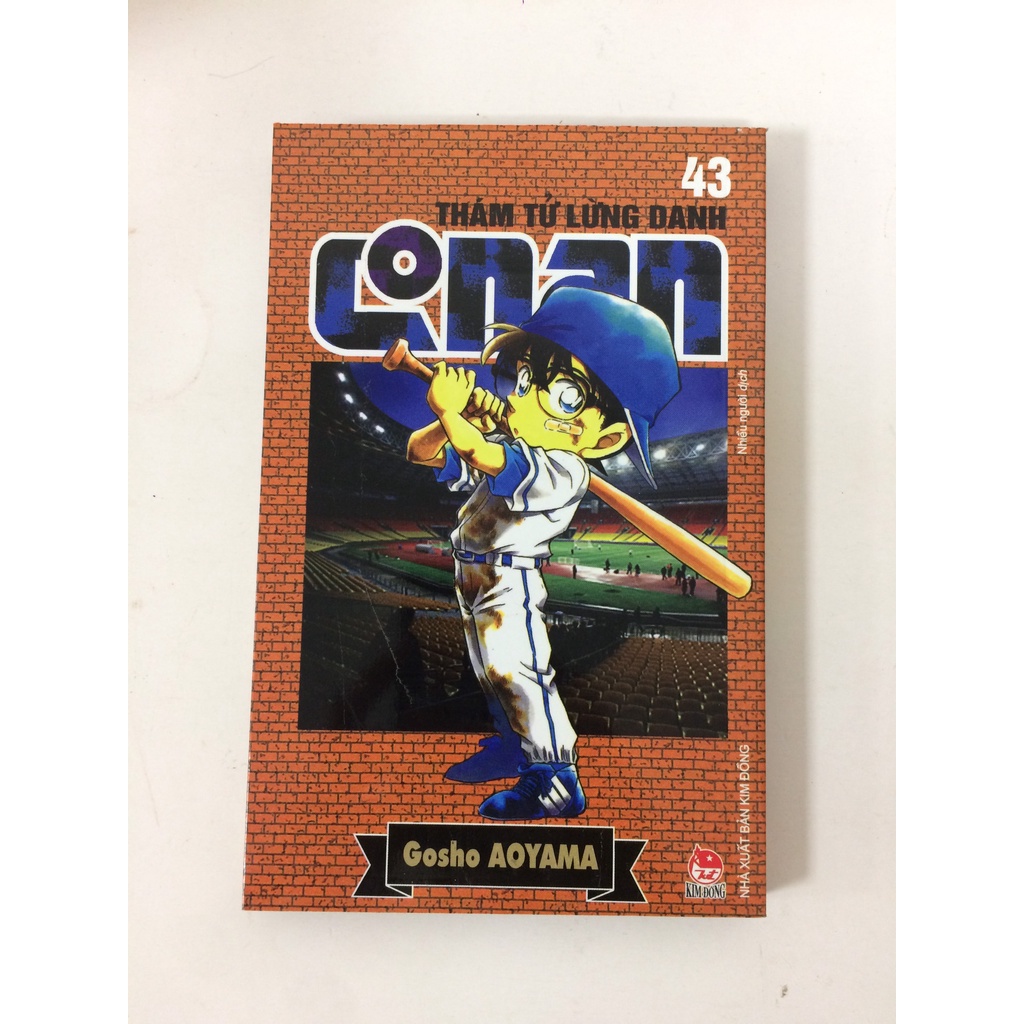 43
THÁM TỬ LỪNG DANH
Conan
Nhiều người dịch
NHÀ XUẤT BẢN KIM ĐỒNG
Gosho AOYAMA
KIM ĐỒNG